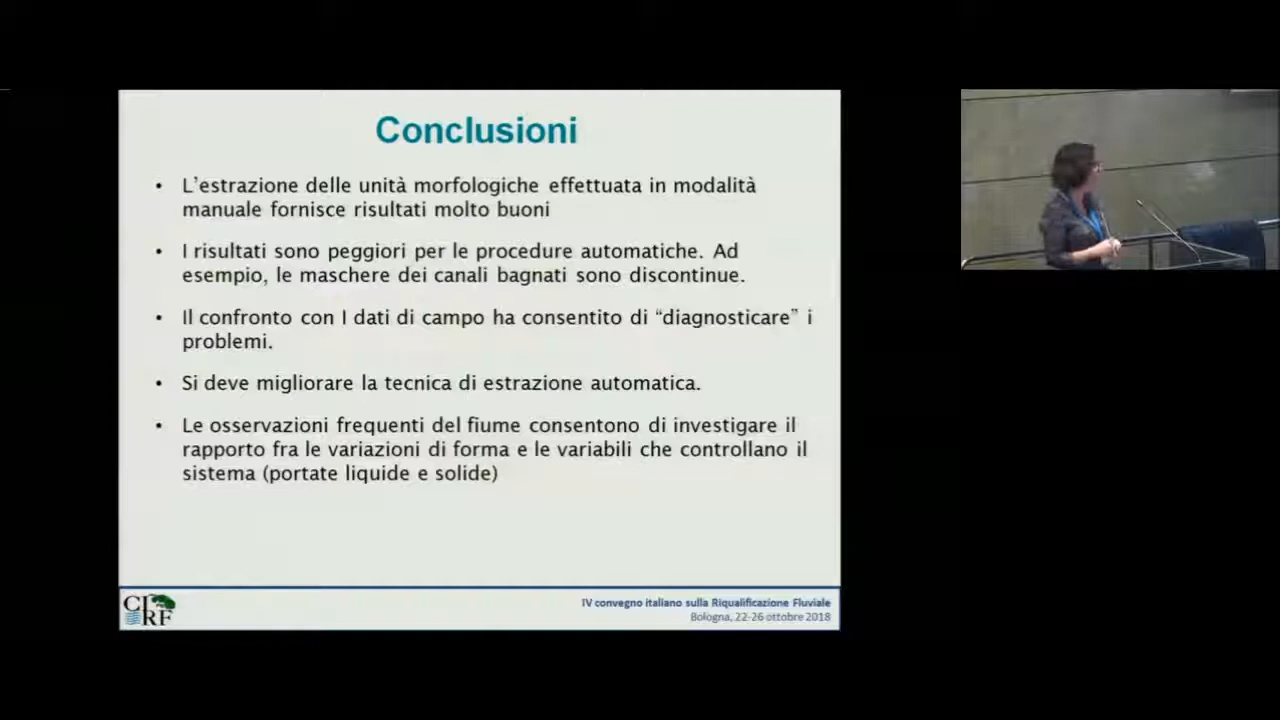 Conclusioni
• L'estrazione delle unità morfologiche effettuata in modalità
manuale fornisce risultati molto buoni
• I risultati sono peggiori per le procedure automatiche. Ad
esempio, le maschere dei canali bagnati sono discontinue.
• Il confronto con I dati di campo ha consentito di “diagnosticare” i
problemi.
• Si deve migliorare la tecnica di estrazione automatica.
• Le osservazioni frequenti del fiume consentono di investigare il
rapporto fra le variazioni di forma e le variabili che controllano il
sistema (portate liquide e solide)
CIRF
IV convegno italiano sulla Riqualificazione Fluviale
Bologna, 22-26 ottobre 2018